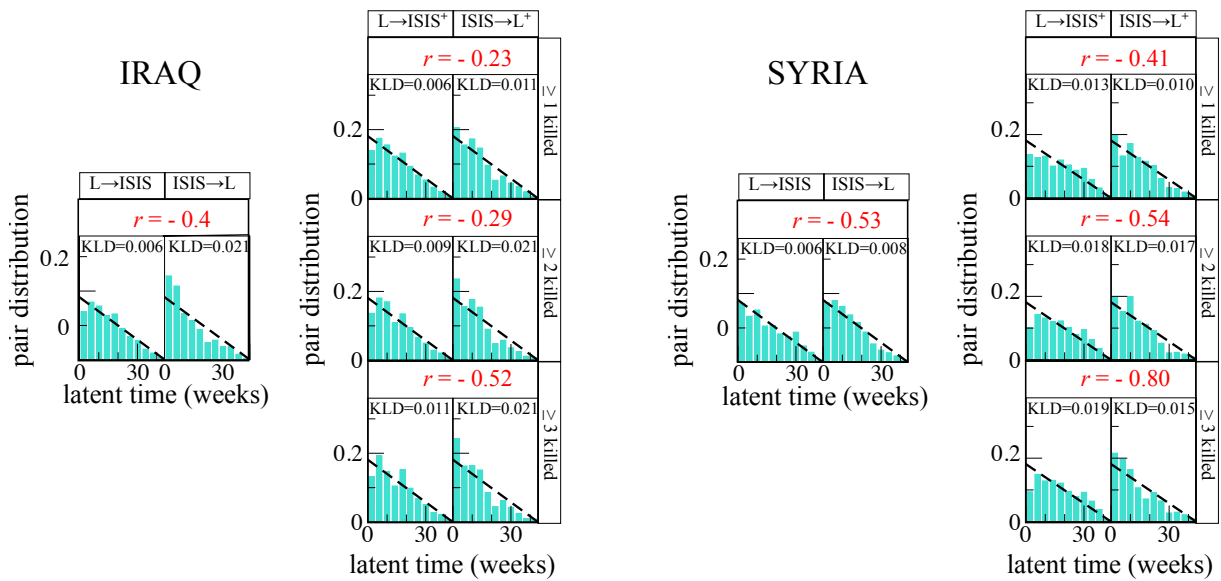 IRAQ
pair distribution
L→ISIS ISIS→L
r = - 0.4
KLD=0.006 KLD=0.021
0.2
0
0 30 0 30
latent time (weeks)
pair distribution
L→ISIS⁺ ISIS→L⁺
r = - 0.23
KLD=0.006 KLD=0.011
≥ 1 killed
0.2
0
r = - 0.29
KLD=0.009 KLD=0.021
≥ 2 killed
0.2
0
r = - 0.52
KLD=0.011 KLD=0.021
≥ 3 killed
0.2
0
0 30 0 30
latent time (weeks)
SYRIA
pair distribution
L→ISIS ISIS→L
r = - 0.53
KLD=0.006 KLD=0.008
0.2
0
0 30 0 30
latent time (weeks)
pair distribution
L→ISIS⁺ ISIS→L⁺
r = - 0.41
KLD=0.013 KLD=0.010
≥ 1 killed
0.2
0
r = - 0.54
KLD=0.018 KLD=0.017
≥ 2 killed
0.2
0
r = - 0.80
KLD=0.019 KLD=0.015
≥ 3 killed
0.2
0
0 30 0 30
latent time (weeks)